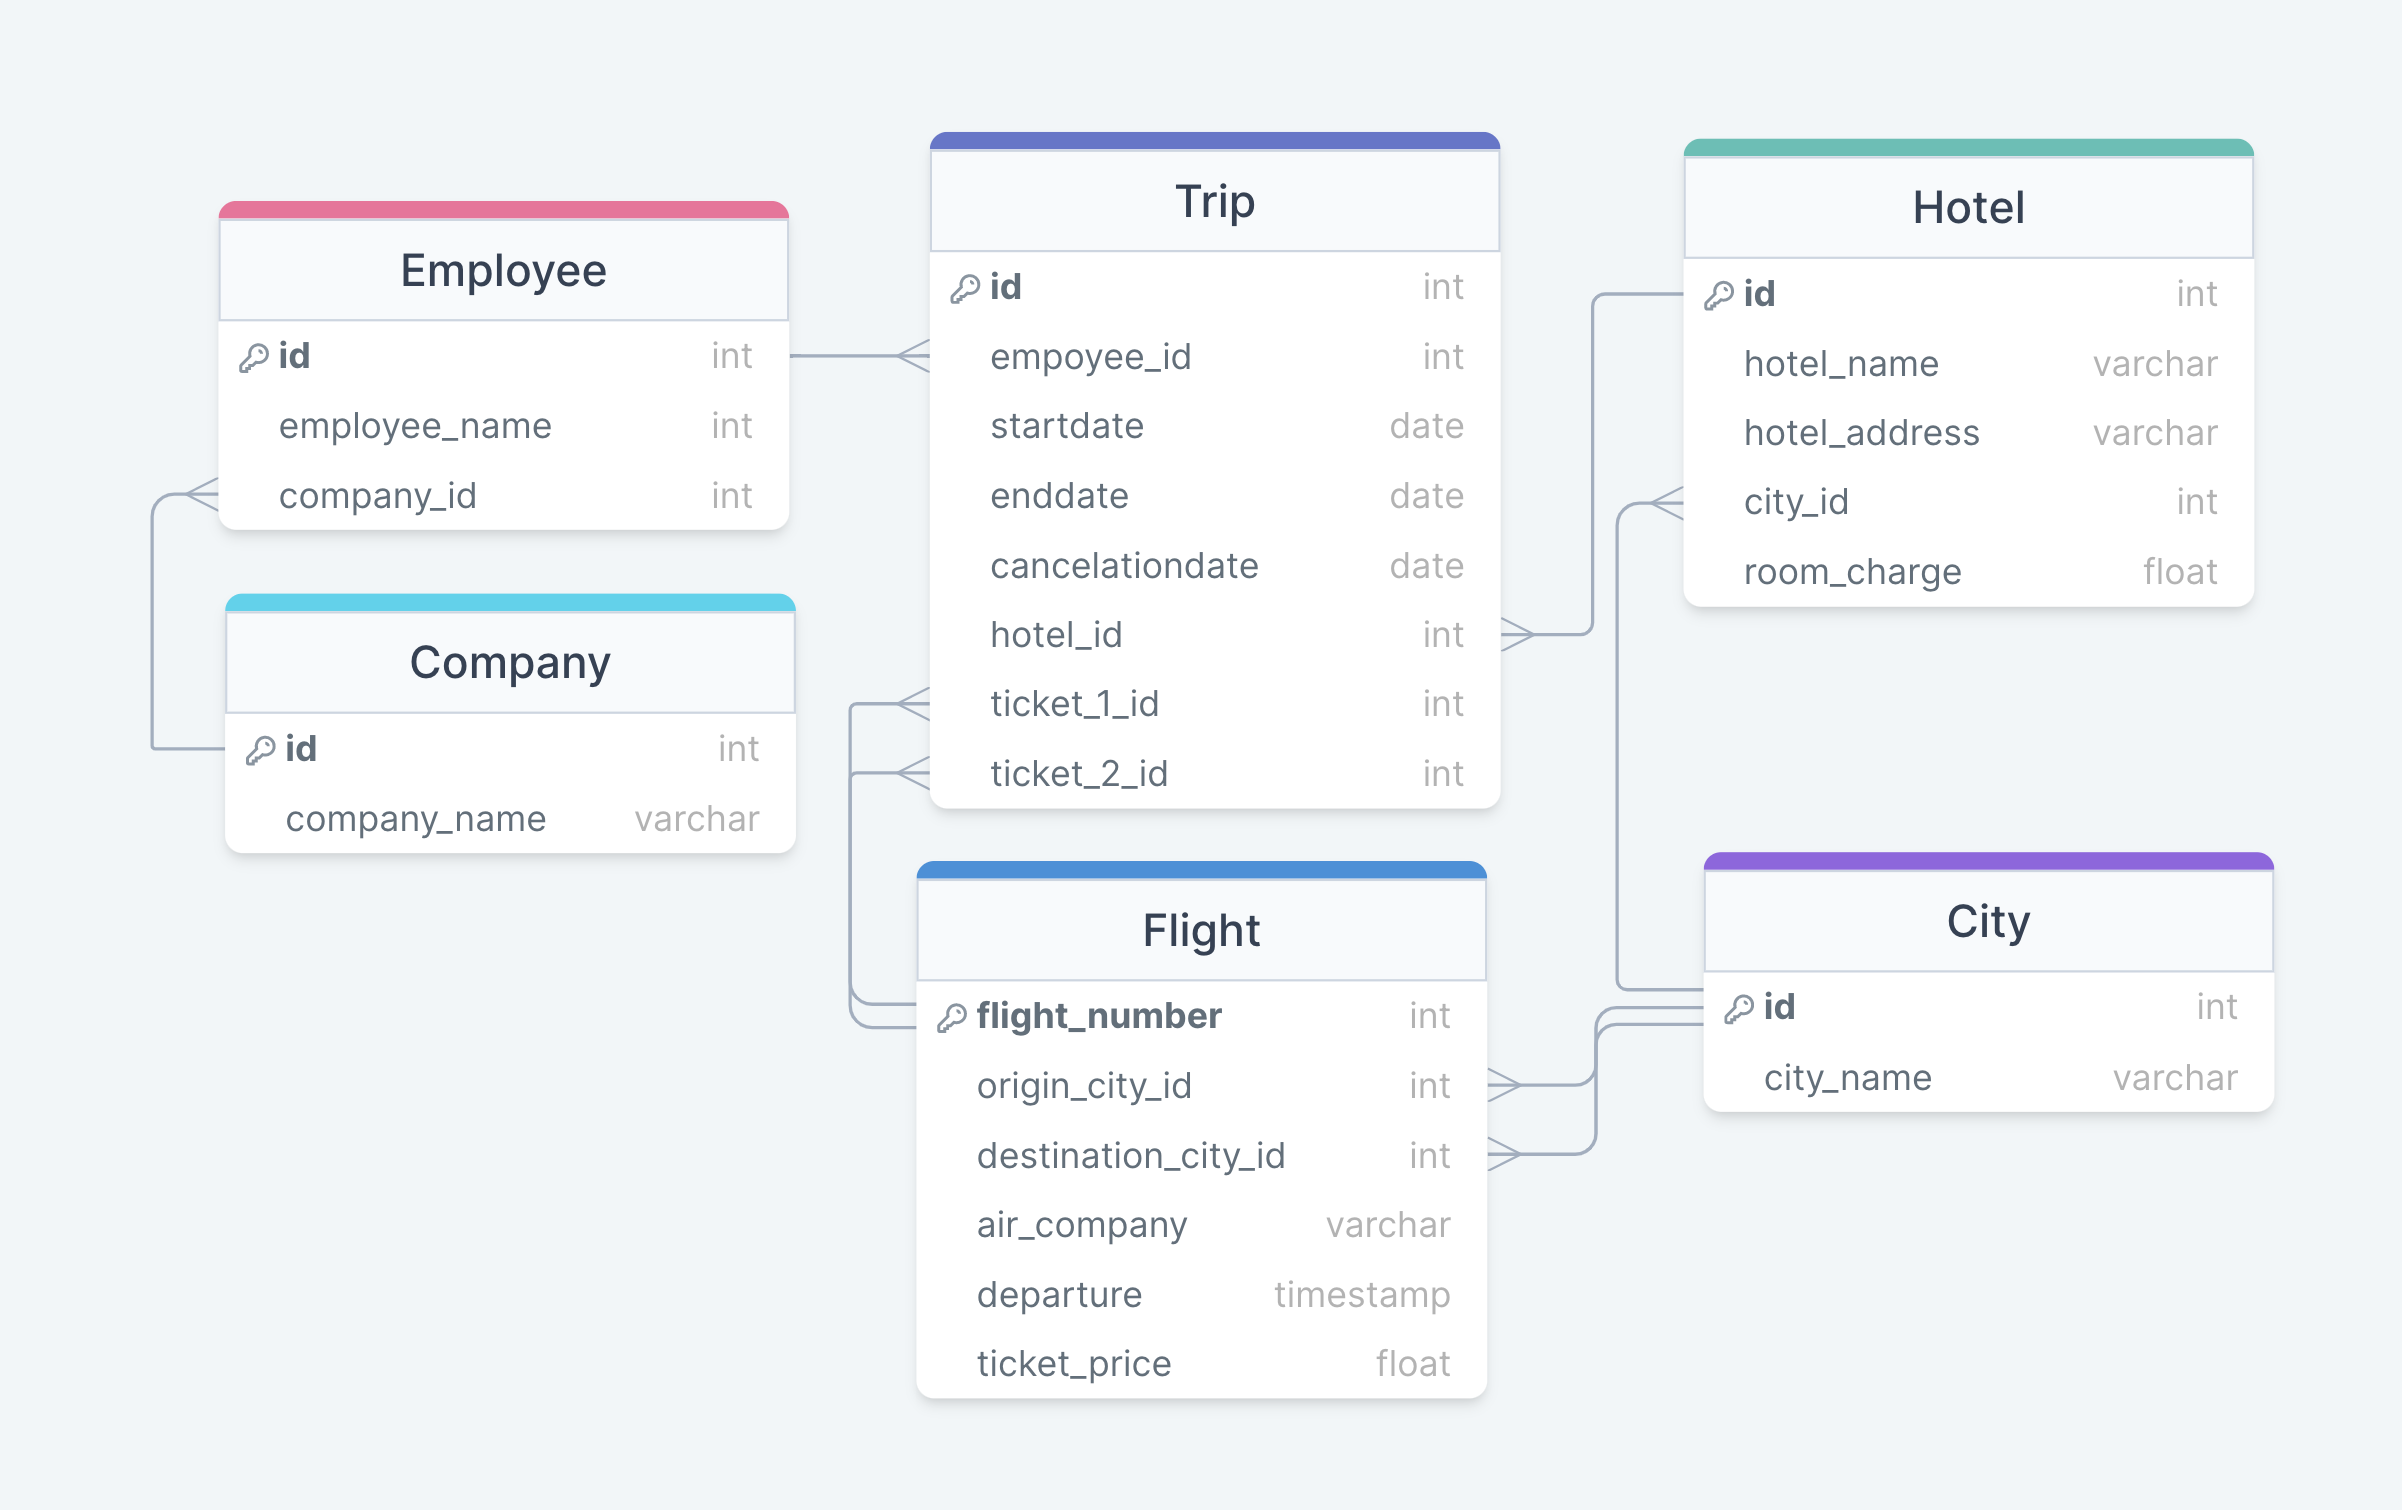 Employee
id int
employee_name int
company_id int
Company
id int
company_name varchar
Trip
id int
empoyee_id int
startdate date
enddate date
cancelationdate date
hotel_id int
ticket_1_id int
ticket_2_id int
Flight
flight_number int
origin_city_id int
destination_city_id int
air_company varchar
departure timestamp
ticket_price float
Hotel
id int
hotel_name varchar
hotel_address varchar
city_id int
room_charge float
City
id int
city_name varchar